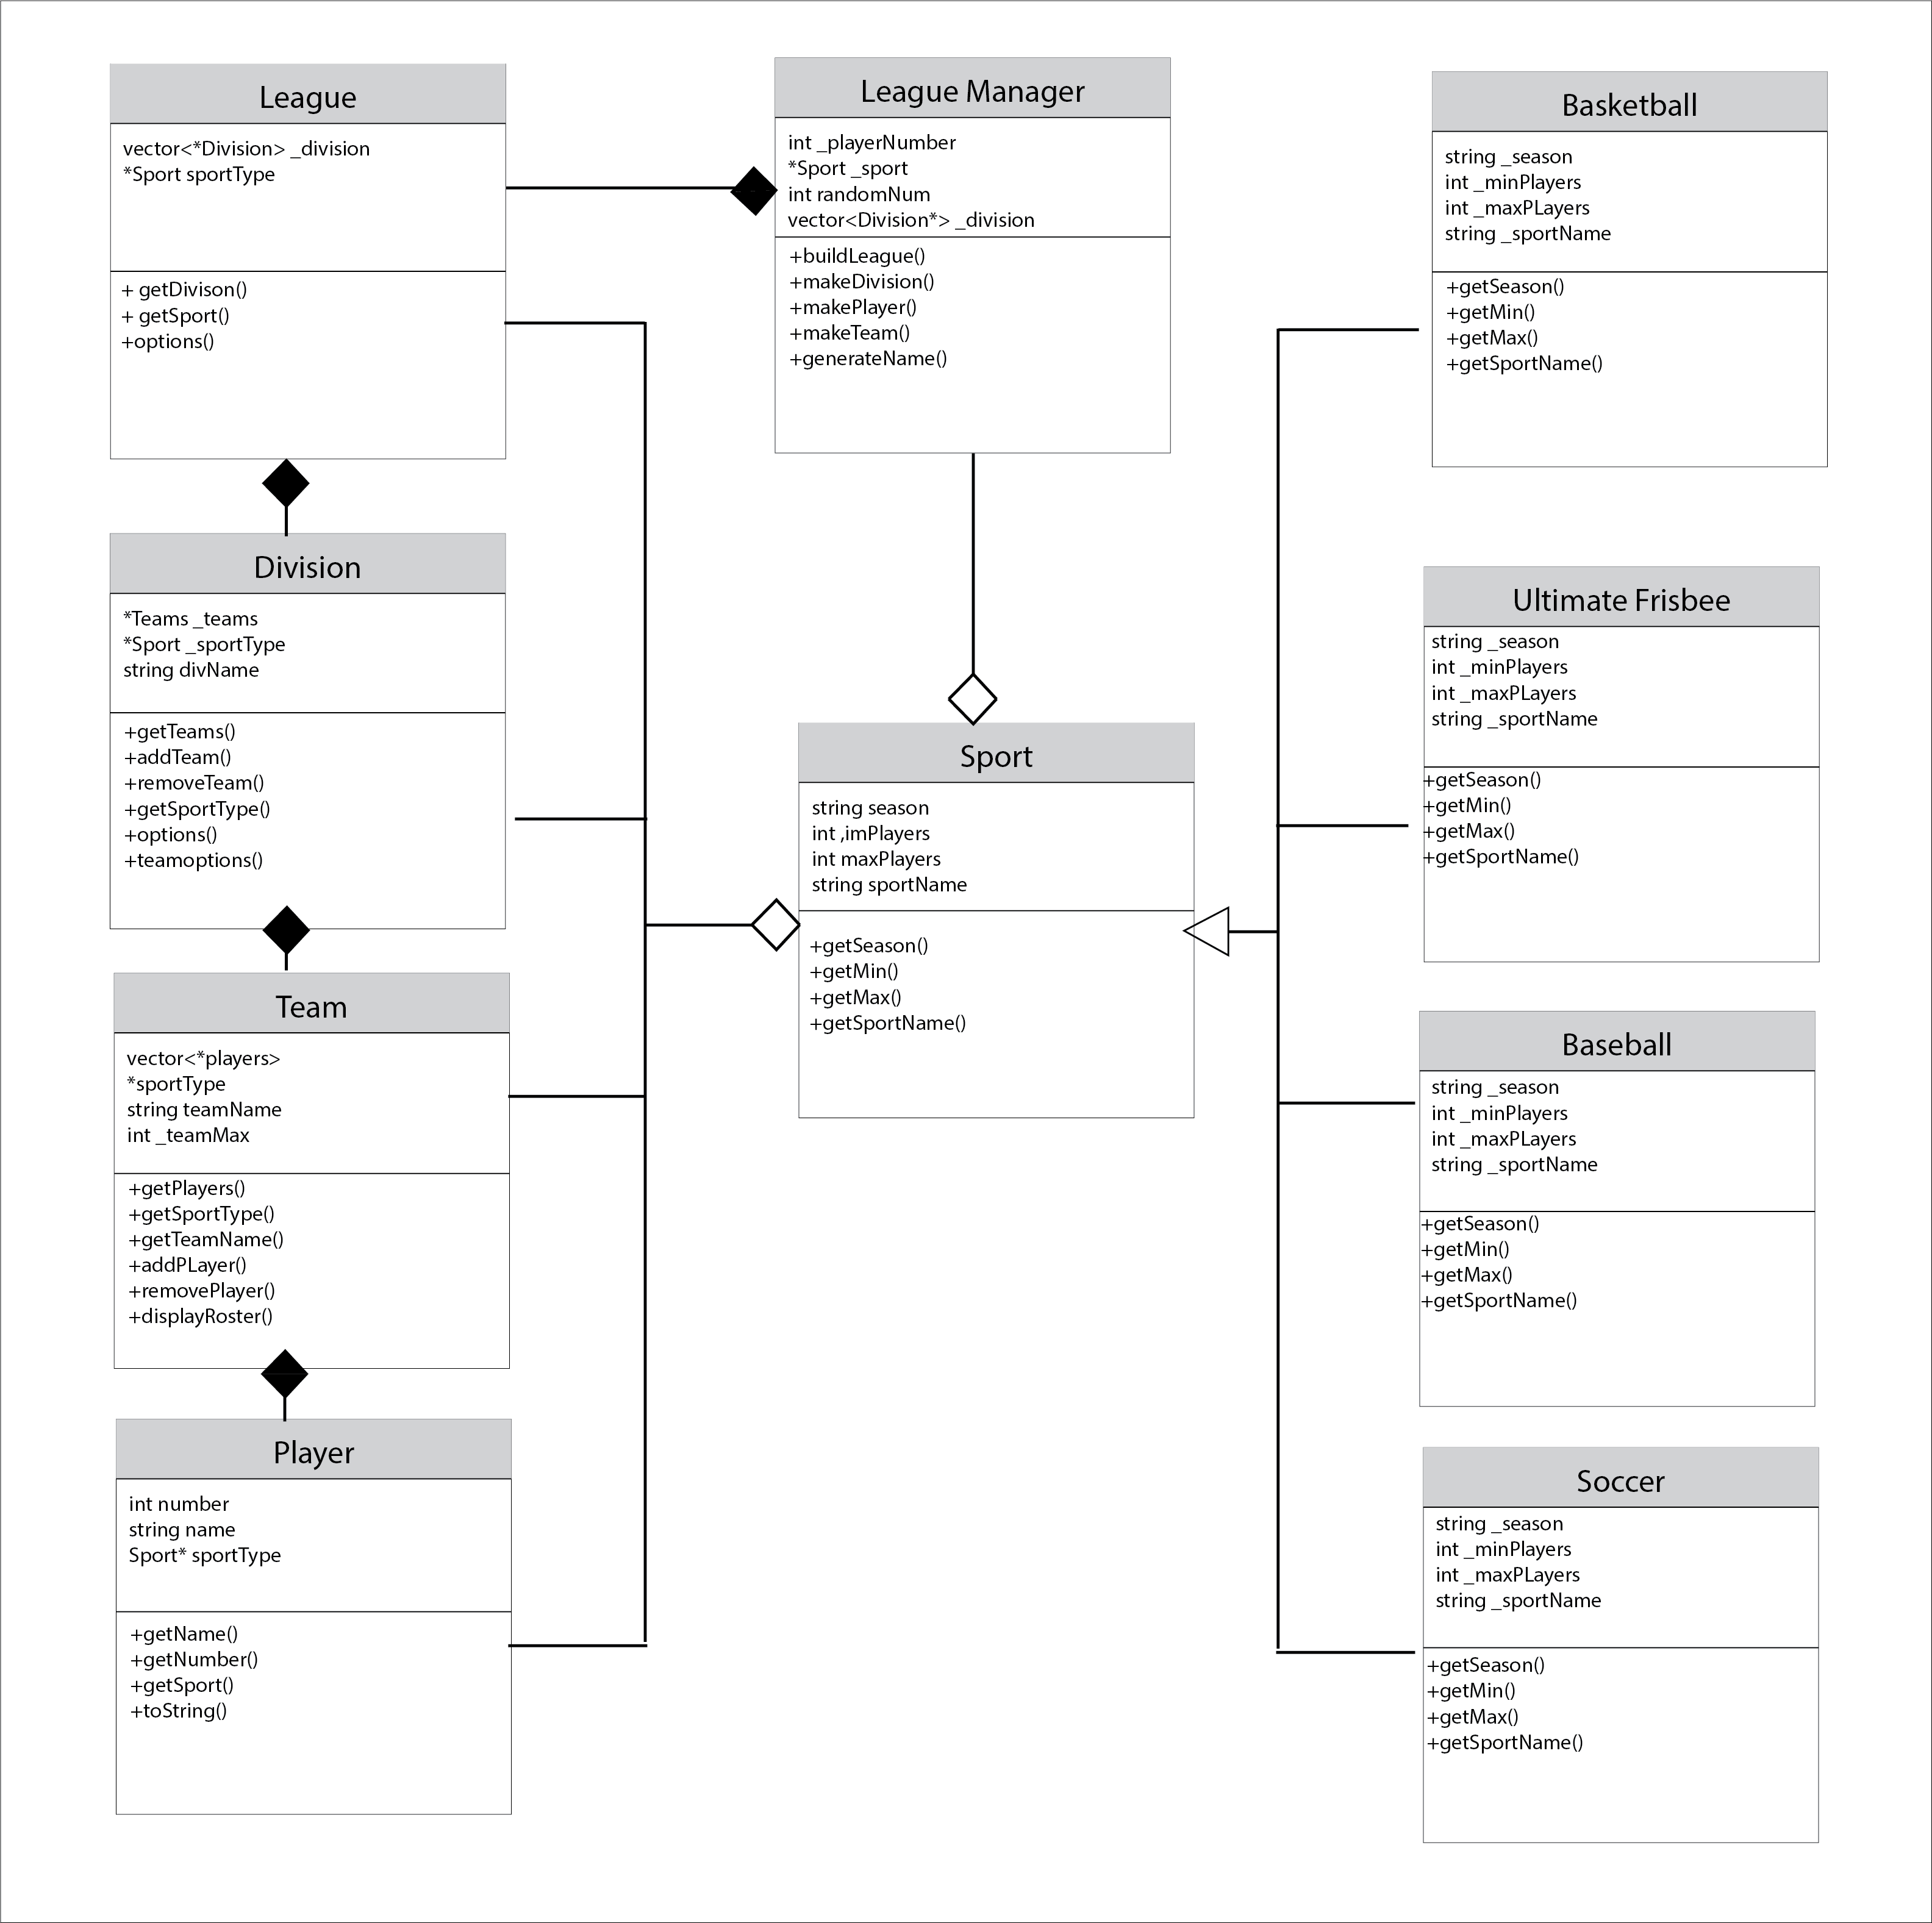 League
vector<*Division> _division
*Sport sportType
+ getDivison()
+ getSport()
+options()
League Manager
int _playerNumber
*Sport _sport
int randomNum
vector<Division*> _division
+buildLeague()
+makeDivision()
+makePlayer()
+makeTeam()
+generateName()
Basketball
string _season
int _minPlayers
int _maxPLayers
string _sportName
+getSeason()
+getMin()
+getMax()
+getSportName()
Division
*Teams _teams
*Sport _sportType
string divName
+getTeams()
+addTeam()
+removeTeam()
+getSportType()
+options()
+teamoptions()
Sport
string season
int ,imPlayers
int maxPlayers
string sportName
+getSeason()
+getMin()
+getMax()
+getSportName()
Ultimate Frisbee
string _season
int _minPlayers
int _maxPLayers
string _sportName
+getSeason()
+getMin()
+getMax()
+getSportName()
Team
vector<*players>
*sportType
string teamName
int _teamMax
+getPlayers()
+getSportType()
+getTeamName()
+addPLayer()
+removePlayer()
+displayRoster()
Baseball
string _season
int _minPlayers
int _maxPLayers
string _sportName
+getSeason()
+getMin()
+getMax()
+getSportName()
Player
int number
string name
Sport* sportType
+getName()
+getNumber()
+getSport()
+toString()
Soccer
string _season
int _minPlayers
int _maxPLayers
string _sportName
+getSeason()
+getMin()
+getMax()
+getSportName()